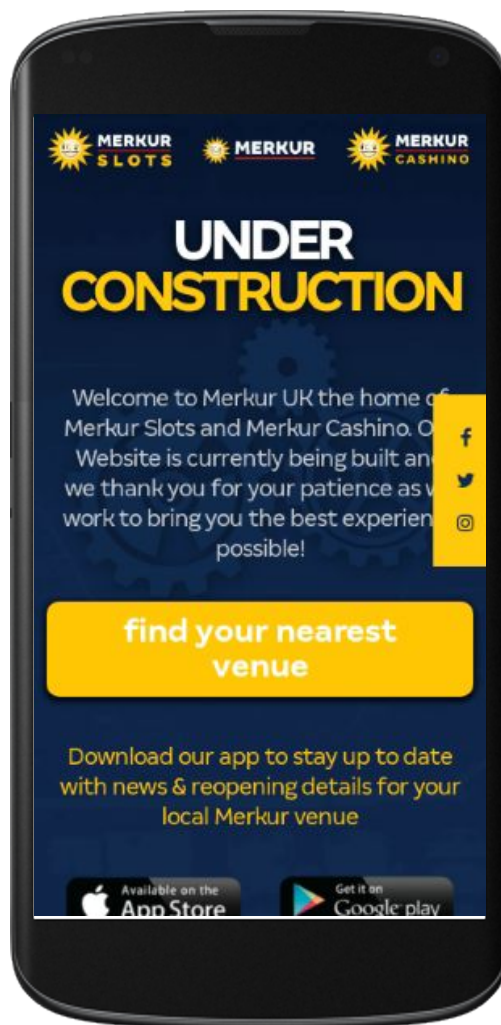 MERKUR
SLOTS
MERKUR
MERKUR
CASHINO
UNDER
CONSTRUCTION
Welcome to Merkur UK the home of
Merkur Slots and Merkur Cashino. O
Website is currently being built an
we thank you for your patience as w
work to bring you the best experien
possible!
find your nearest
venue
Download our app to stay up to date
with news & reopening details for your
local Merkur venue
Available on the
App Store
Get it on
Google play